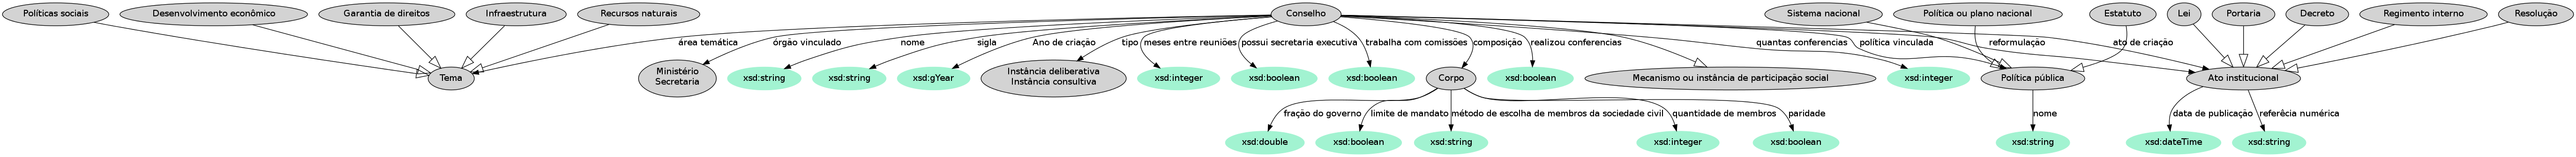 Políticas sociais
Desenvolvimento econômico
Garantia de direitos
Infraestrutura
Recursos naturais
Conselho
Sistema nacional
Política ou plano nacional
Estatuto
Lei
Portaria
Decreto
Regimento interno
Resolução
área temática
órgão vinculado
nome
sigla
Ano de criação
tipo
meses entre reuniões
possui secretaria executiva
trabalha com comissões
composição
realizou conferencias
quantas conferencias
política vinculada
reformulação
ato de criação
Tema
Ministério
Secretaria
xsd:string
xsd:string
xsd:gYear
Instância deliberativa
Instância consultiva
xsd:integer
xsd:boolean
xsd:boolean
Corpo
xsd:boolean
Mecanismo ou instância de participação social
xsd:integer
Política pública
Ato institucional
fração do governo
limite de mandato
método de escolha de membros da sociedade civil
quantidade de membros
paridade
nome
data de publicação
referêcia numérica
xsd:double
xsd:boolean
xsd:string
xsd:integer
xsd:boolean
xsd:string
xsd:dateTime
xsd:string